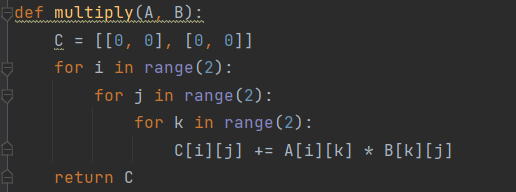 def multiply(A, B):
    C = [[0, 0], [0, 0]]
    for i in range(2):
        for j in range(2):
            for k in range(2):
                C[i][j] += A[i][k] * B[k][j]
    return C